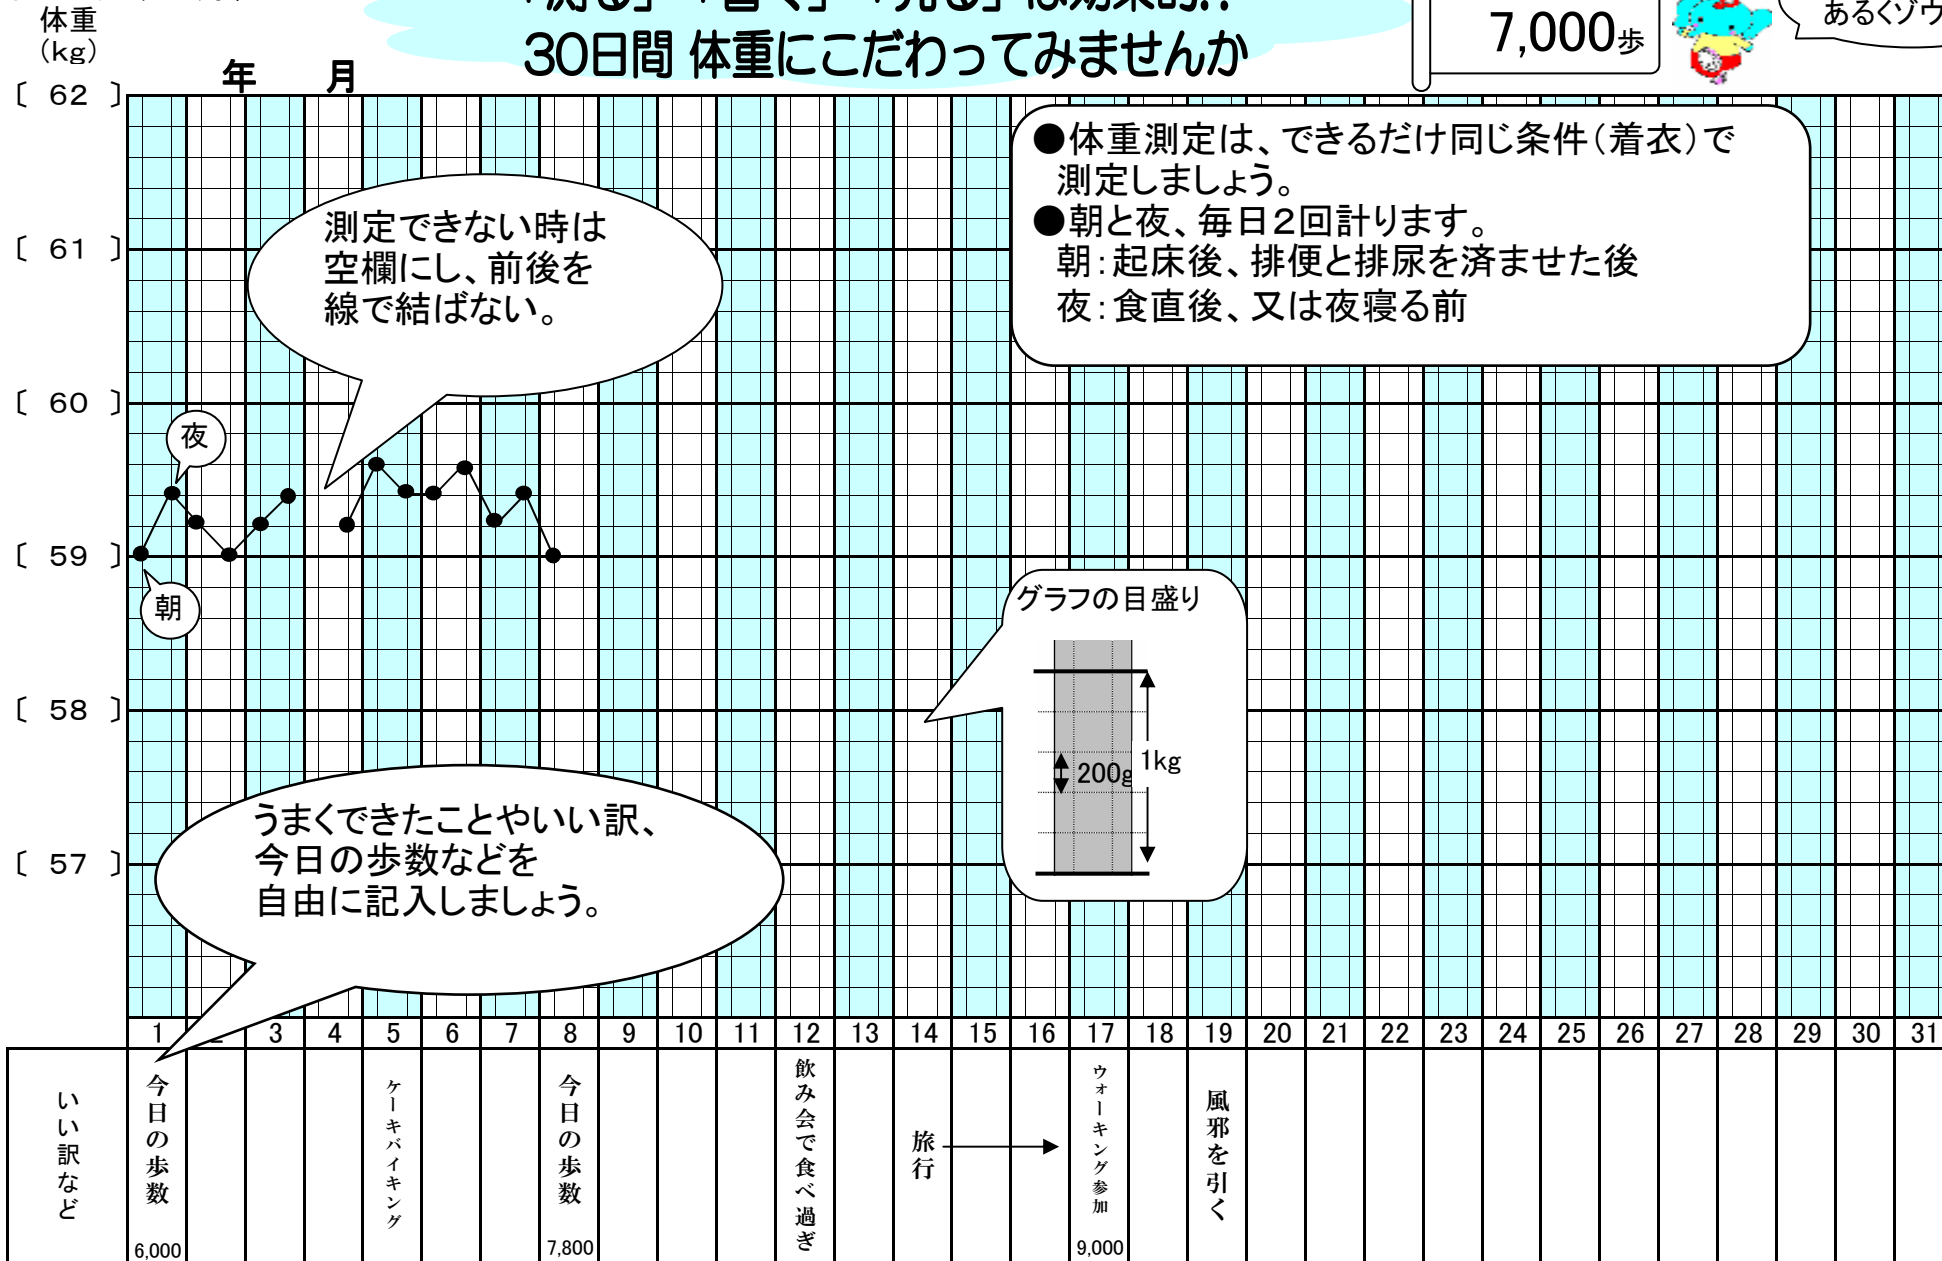 体重
(kg)
「測る」・「書く」・「見る」は効果的!!
30日間 体重にこだわってみませんか
7,000歩
あるくゾウ
年 月
〔 62 〕
〔 61 〕
〔 60 〕
〔 59 〕
〔 58 〕
〔 57 〕
●体重測定は、できるだけ同じ条件(着衣)で
測定しましょう。
●朝と夜、毎日2回計ります。
朝:起床後、排便と排尿を済ませた後
夜:食直後、又は夜寝る前
測定できない時は
空欄にし、前後を
線で結ばない。
夜
朝
グラフの目盛り
1kg
200g
うまくできたことやいい訳、
今日の歩数などを
自由に記入しましょう。
1 2 3 4 5 6 7 8 9 10 11 12 13 14 15 16 17 18 19 20 21 22 23 24 25 26 27 28 29 30 31
いい訳など
今日の歩数
6,000
ケーキバイキング
今日の歩数
7,800
飲み会で食べ過ぎ
旅行
ウォーキング参加
9,000
風邪を引く